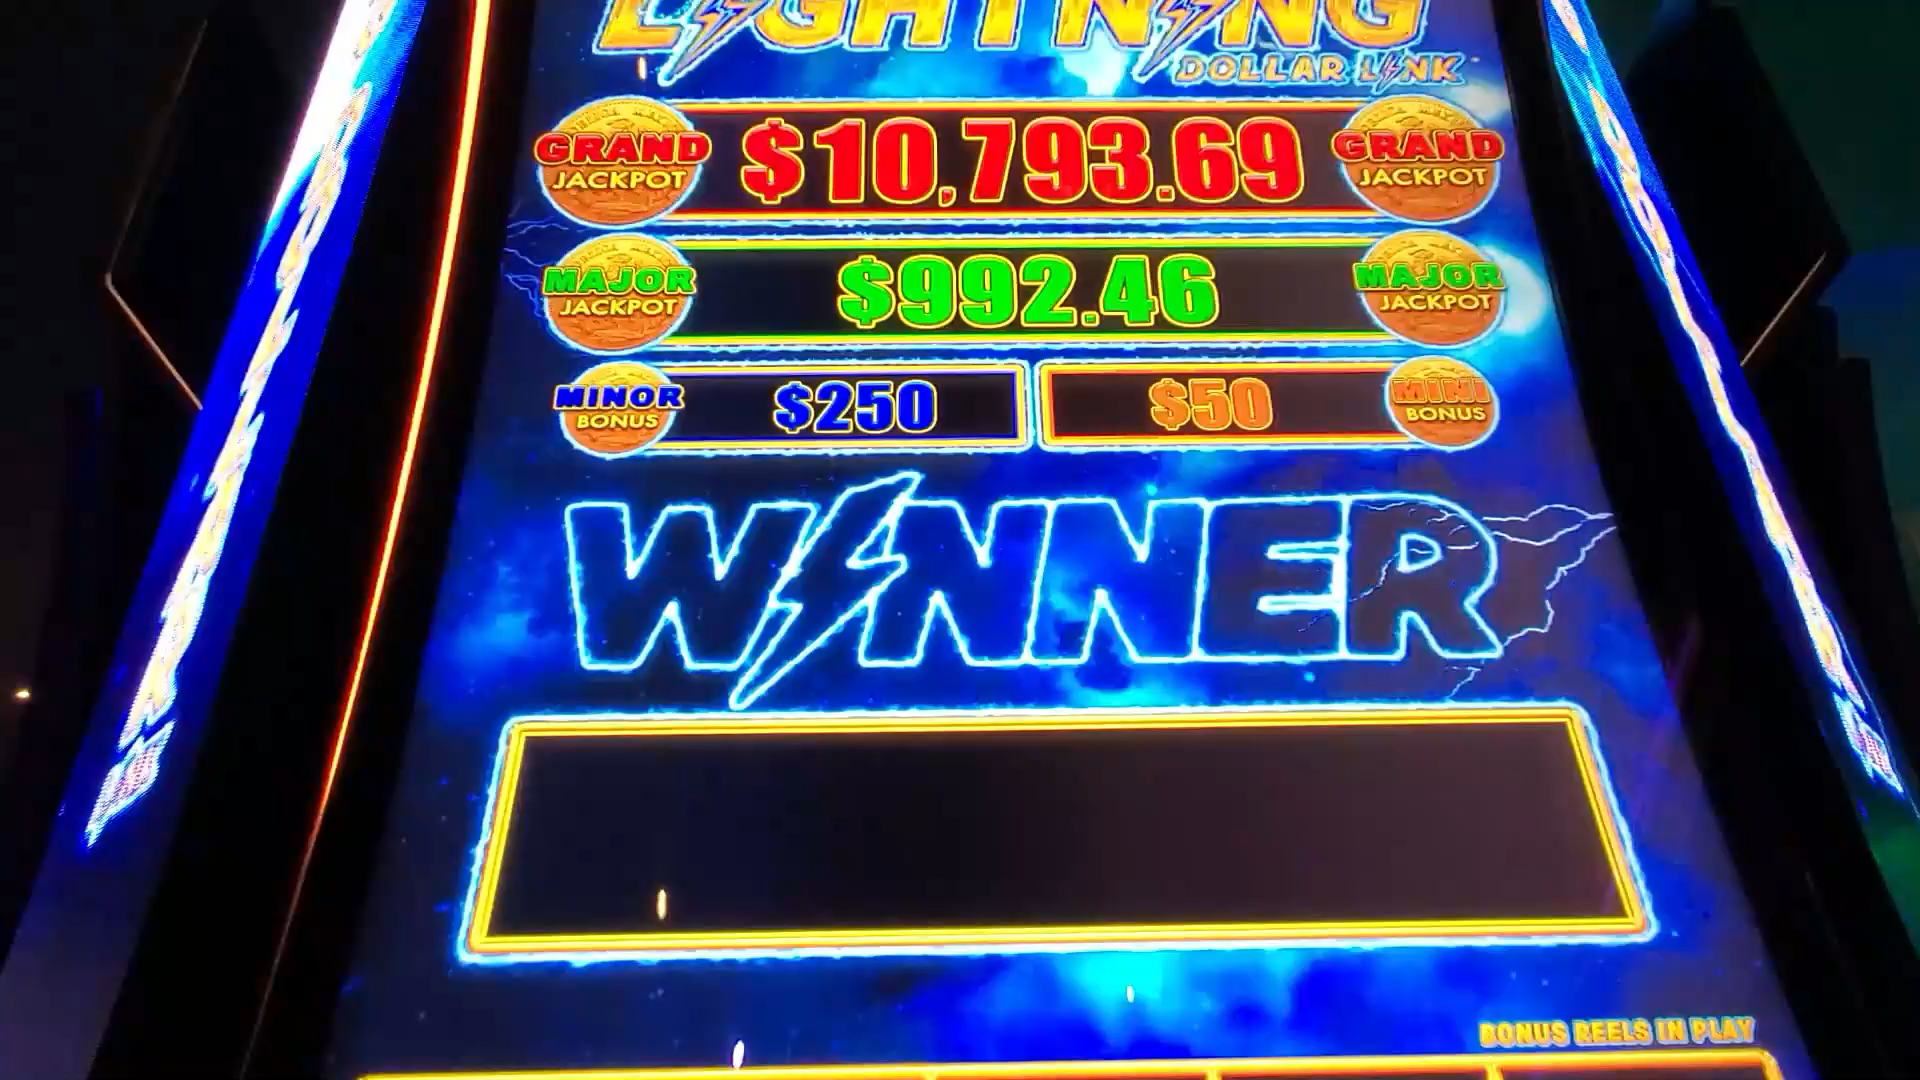 LIGHTNING
DOLLAR LINK
GRAND JACKPOT $10,793.69 GRAND JACKPOT
MAJOR JACKPOT $992.46 MAJOR JACKPOT
MINOR BONUS $250 $50 MINI BONUS
WINNER
BONUS REELS IN PLAY